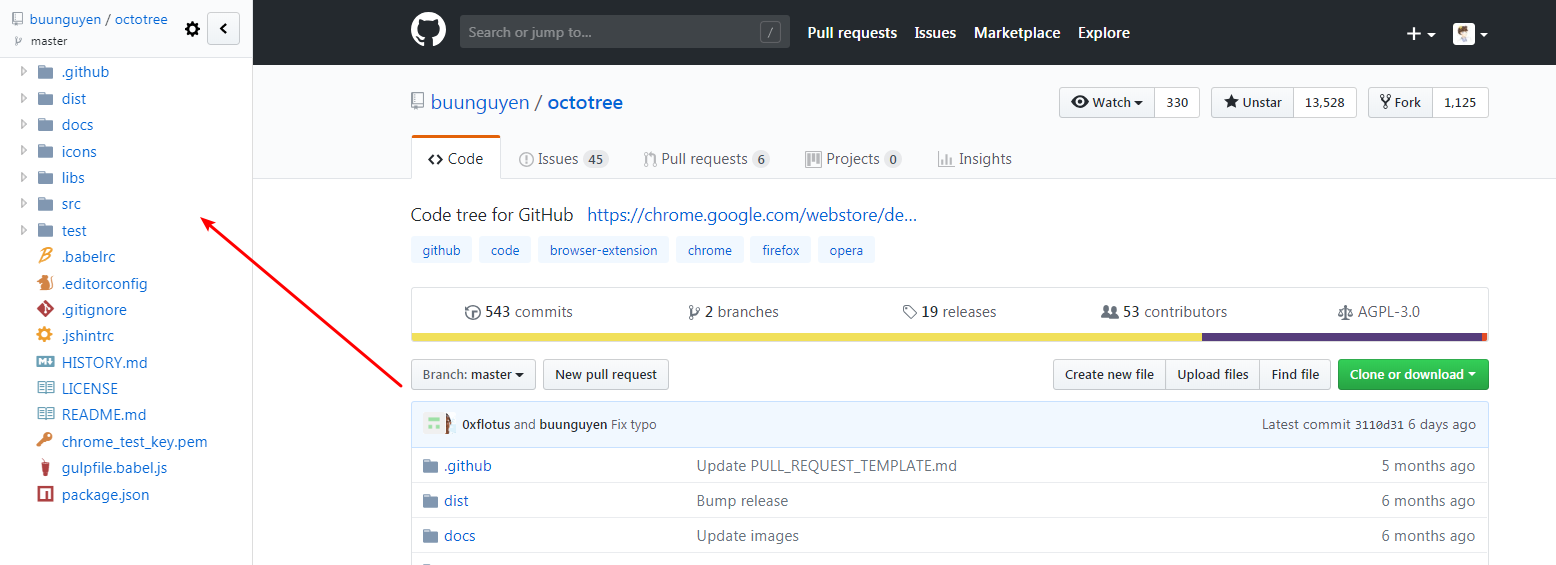 buunguyen / octotree
master
.github
dist
docs
icons
libs
src
test
.babelrc
.editorconfig
.gitignore
.jshintrc
HISTORY.md
LICENSE
README.md
chrome_test_key.pem
gulpfile.babel.js
package.json
Search or jump to... / Pull requests Issues Marketplace Explore
buunguyen / octotree Watch 330 Unstar 13,528 Fork 1,125
Code Issues 45 Pull requests 6 Projects 0 Insights
Code tree for GitHub https://chrome.google.com/webstore/de...
github code browser-extension chrome firefox opera
543 commits 2 branches 19 releases 53 contributors AGPL-3.0
Branch: master New pull request Create new file Upload files Find file Clone or download
0xflotus and buunguyen Fix typo Latest commit 3110d31 6 days ago
.github Update PULL_REQUEST_TEMPLATE.md 5 months ago
dist Bump release 6 months ago
docs Update images 6 months ago